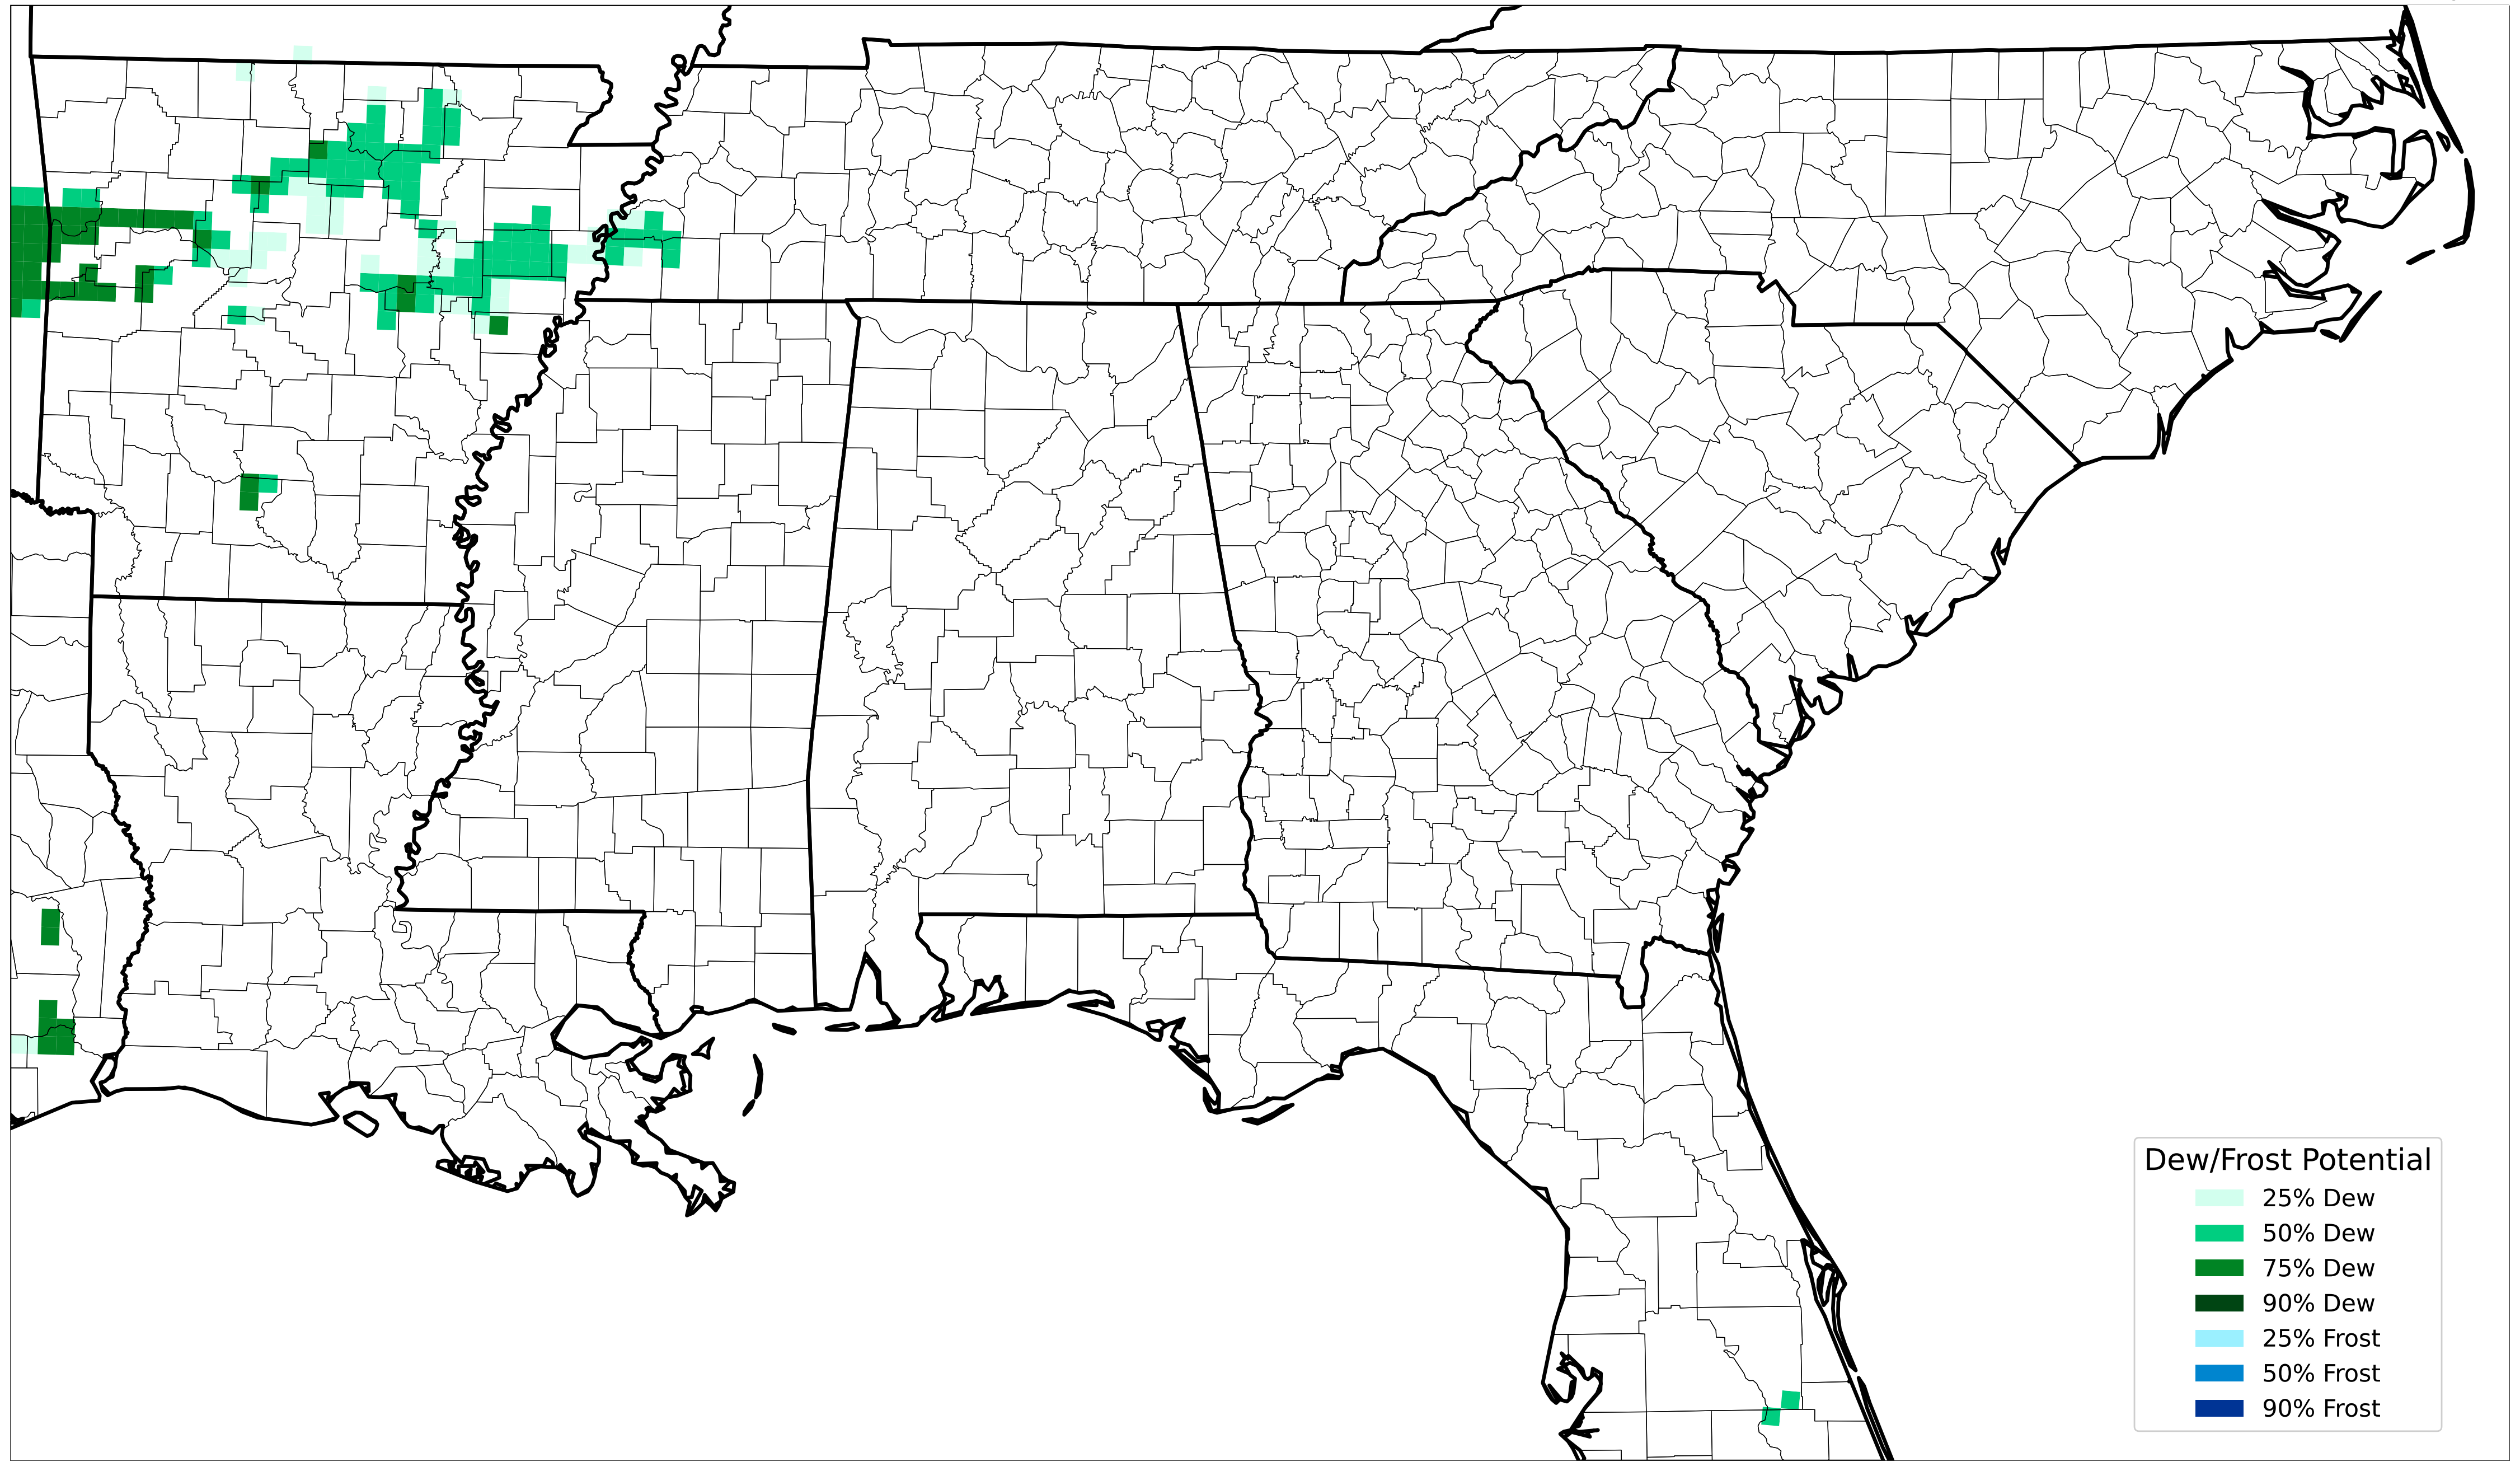 Dew/Frost Potential
25% Dew
50% Dew
75% Dew
90% Dew
25% Frost
50% Frost
90% Frost